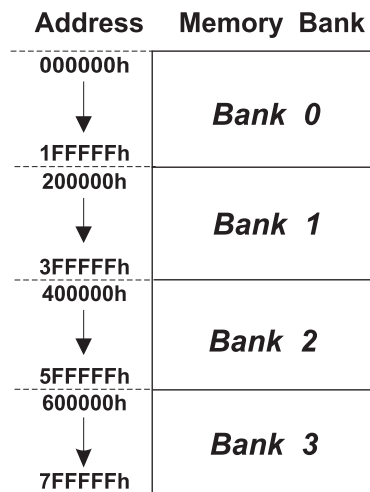 Address Memory Bank
000000h
Bank 0
1FFFFFh
200000h
Bank 1
3FFFFFh
400000h
Bank 2
5FFFFFh
600000h
Bank 3
7FFFFFh